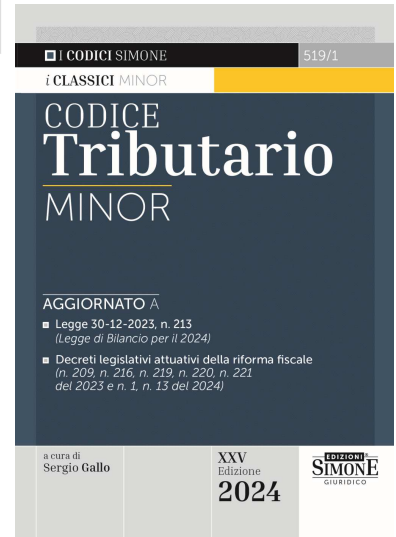 I CODICI SIMONE
519/1
i CLASSICI MINOR
CODICE
Tributario
MINOR
AGGIORNATO A
Legge 30-12-2023, n. 213
(Legge di Bilancio per il 2024)
Decreti legislativi attuativi della riforma fiscale
(n. 209, n. 216, n. 219, n. 220, n. 221
del 2023 e n. 1, n. 13 del 2024)
a cura di
Sergio Gallo
XXV
Edizione
2024
EDIZIONI
SIMONE
GIURIDICO